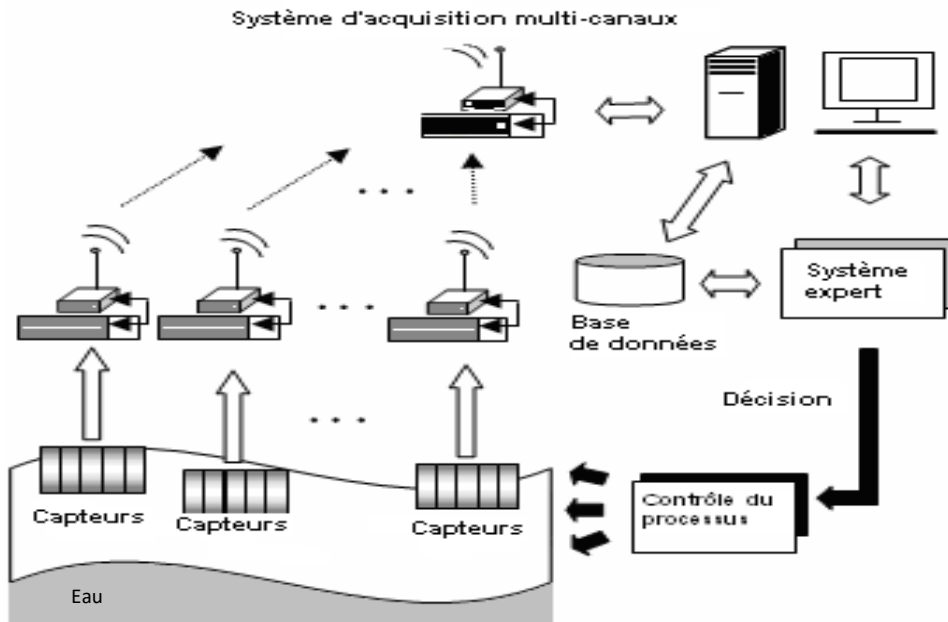 Système d'acquisition multi-canaux
Système
expert
Base
de données
Décision
Capteurs
Capteurs
Capteurs
Contrôle du
processus
Eau